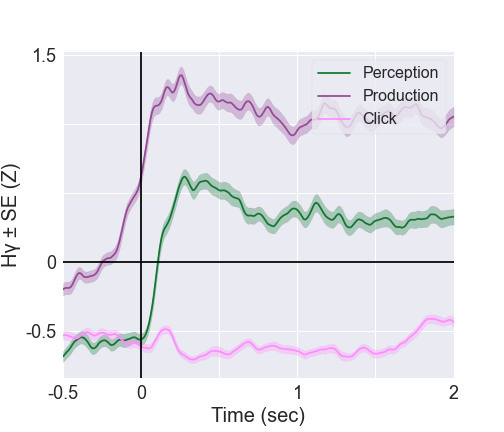 1.5
0
-0.5
Hγ ± SE (Z)
Perception
Production
Click
-0.5 0 1 2
Time (sec)